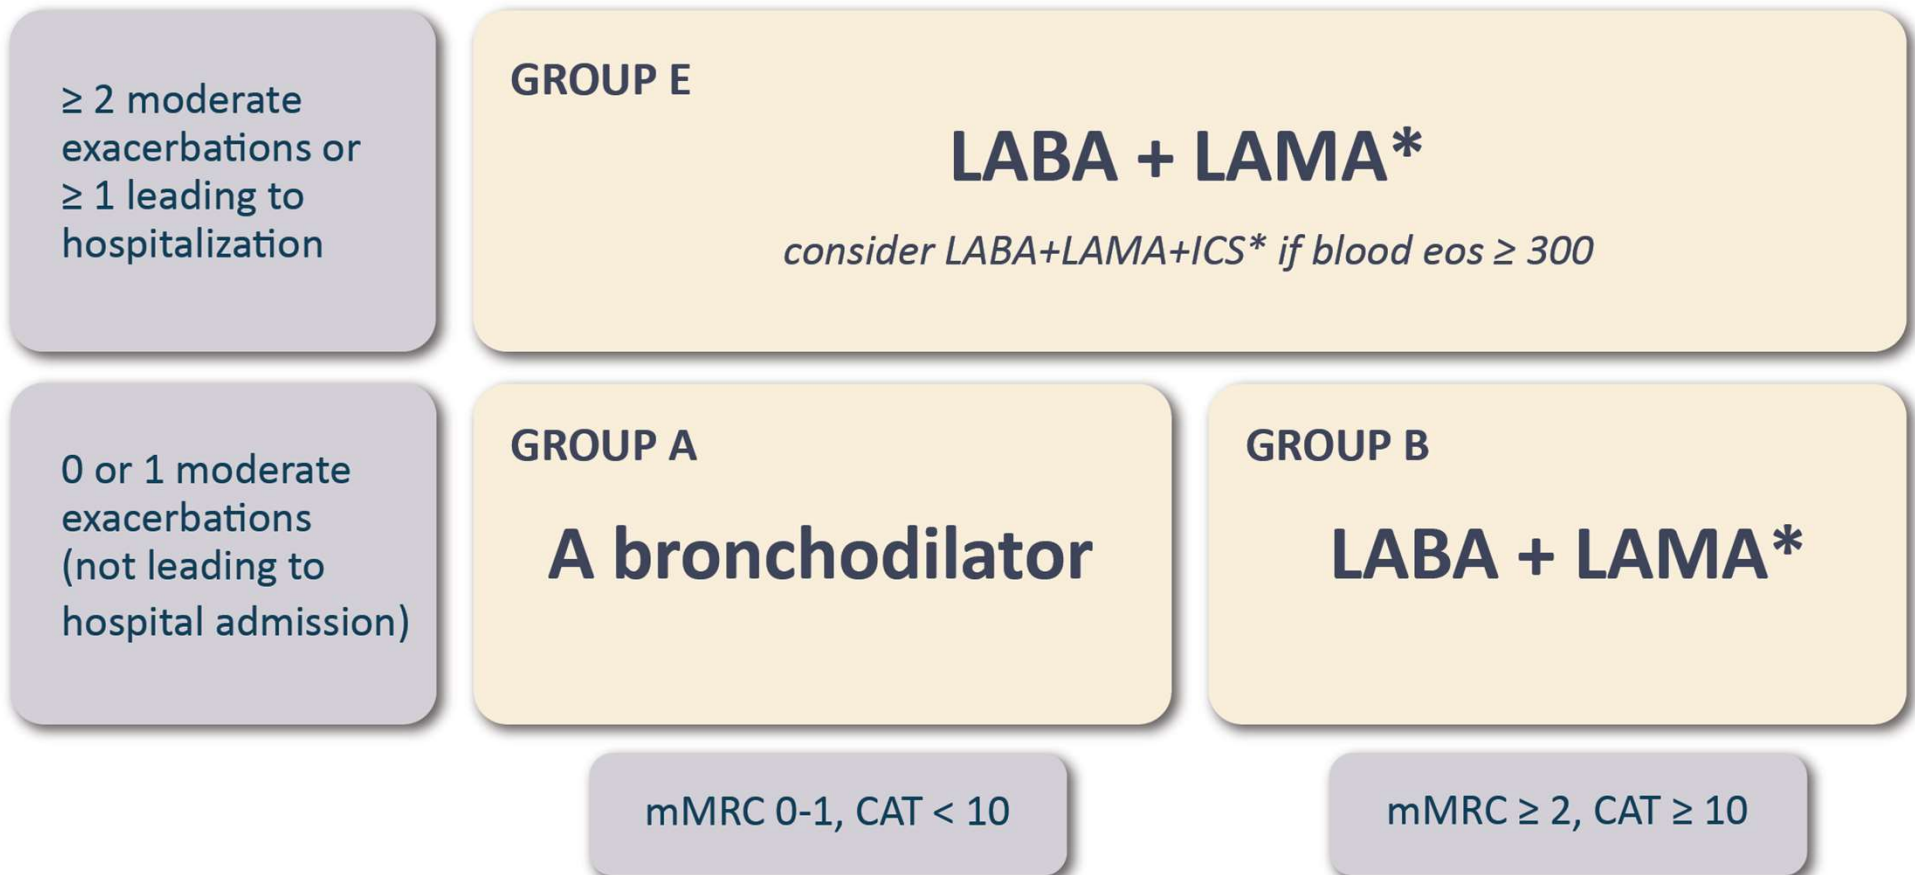 ≥ 2 moderate
exacerbations or
≥ 1 leading to
hospitalization
GROUP E
LABA + LAMA*
consider LABA+LAMA+ICS* if blood eos ≥ 300
0 or 1 moderate
exacerbations
(not leading to
hospital admission)
GROUP A
A bronchodilator
GROUP B
LABA + LAMA*
mMRC 0-1, CAT < 10
mMRC ≥ 2, CAT ≥ 10